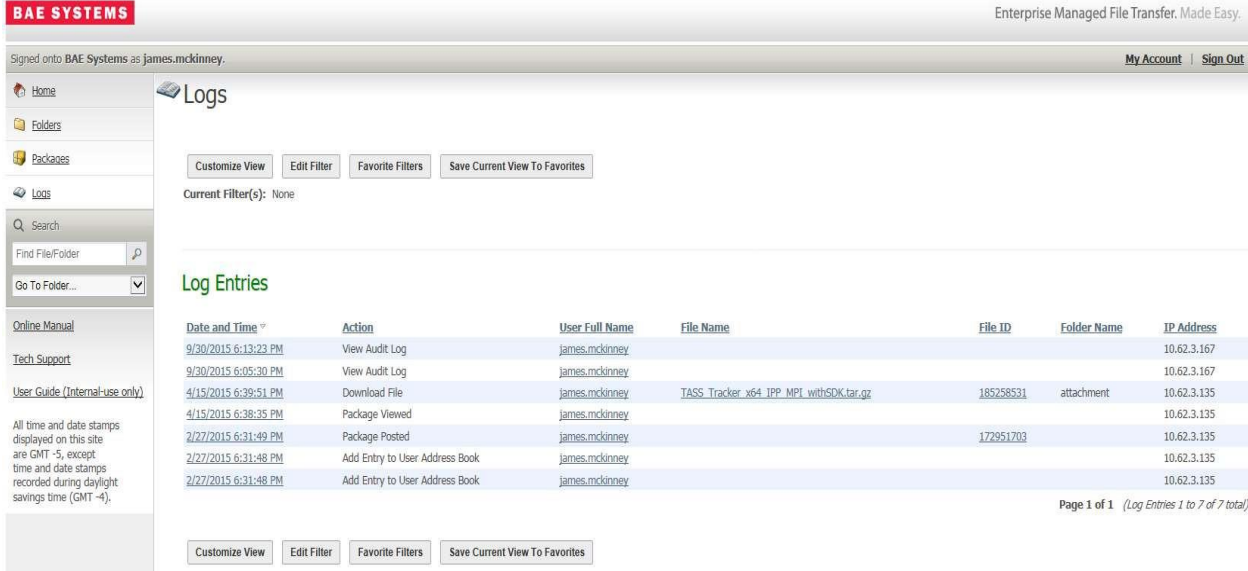 BAE SYSTEMS
Enterprise Managed File Transfer. Made Easy.
Signed onto BAE Systems as james.mckinney.
My Account | Sign Out
Home
Folders
Packages
Logs
Search
Find File/Folder
Go To Folder...
Online Manual
Tech Support
User Guide (Internal-use only)
All time and date stamps
displayed on this site
are GMT -5, except
time and date stamps
recorded during daylight
savings time (GMT -4).
Logs
Customize View Edit Filter Favorite Filters Save Current View To Favorites
Current Filter(s): None
Log Entries
Date and Time Action User Full Name File Name File ID Folder Name IP Address
9/30/2015 6:13:23 PM View Audit Log james.mckinney 10.62.3.167
9/30/2015 6:05:30 PM View Audit Log james.mckinney 10.62.3.167
4/15/2015 6:39:51 PM Download File james.mckinney TASS_Tracker_x64_IPP_MPI_withSDK.tar.gz 185258531 attachment 10.62.3.135
4/15/2015 6:38:35 PM Package Viewed james.mckinney 10.62.3.135
2/27/2015 6:31:49 PM Package Posted james.mckinney 172951703 10.62.3.135
2/27/2015 6:31:48 PM Add Entry to User Address Book james.mckinney 10.62.3.135
2/27/2015 6:31:48 PM Add Entry to User Address Book james.mckinney 10.62.3.135
Page 1 of 1 (Log Entries 1 to 7 of 7 total)
Customize View Edit Filter Favorite Filters Save Current View To Favorites